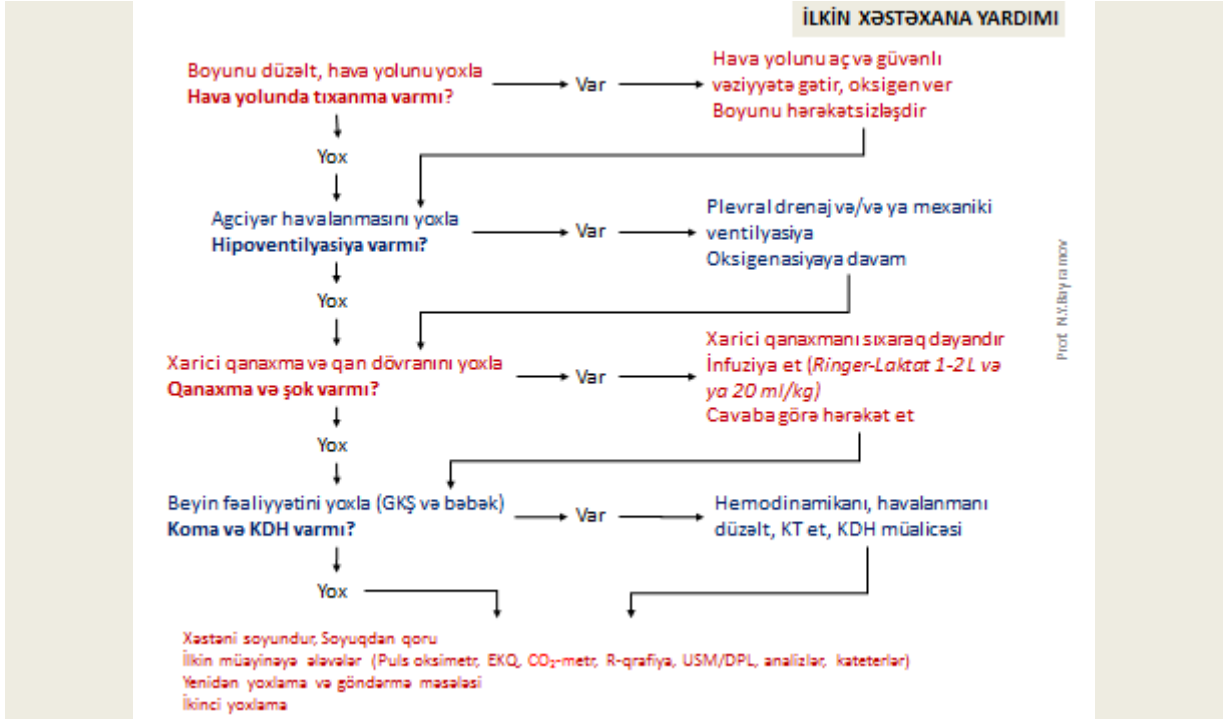 İLKİN XƏSTƏXANA YARDIMI
Boyunu düzəlt, hava yolunu yoxla
Hava yolunda tıxanma varmı?
Var
Hava yolunu aç və güvənli
vəziyyətə gətir, oksigen ver
Boyunu hərəkətsizləşdir
Yox
Agciyər havalanmasını yoxla
Hipoventilyasiya varmı?
Var
Plevral drenaj və/və ya mexaniki
ventilyasiya
Oksigenasiyaya davam
Yox
Xarici qanaxma və qan dövranını yoxla
Qanaxma və şok varmı?
Var
Xarici qanaxmanı sıxaraq dayandır
İnfuziya et (Ringer-Laktat 1-2 L və
ya 20 ml/kg)
Cavaba görə hərəkət et
Yox
Beyin fəaliyyətini yoxla (GKŞ və bəbək)
Koma və KDH varmı?
Var
Hemodinamikanı, havalanmanı
düzəlt, KT et, KDH müalicəsi
Yox
Xəstəni soyundur, Soyuqdan qoru
İlkin müayinəyə əlavələr (Puls oksimetr, EKQ, CO₂-metr, R-qrafiya, USM/DPL, analizlər, kateterlər)
Yenidən yoxlama və göndərmə məsələsi
İkinci yoxlama
Prof. N.Y.Bayramov